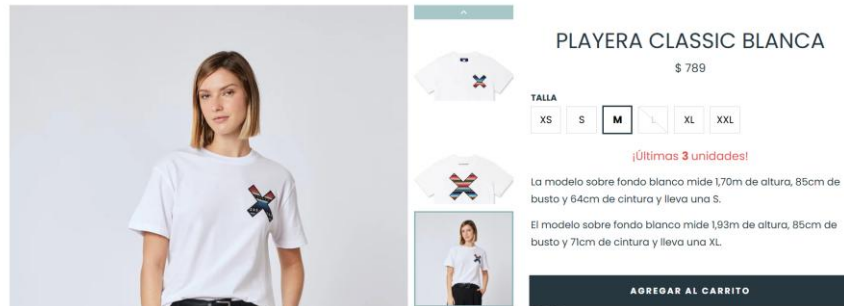 PLAYERA CLASSIC BLANCA
$ 789
TALLA
XS S M L XL XXL
¡Últimas 3 unidades!
La modelo sobre fondo blanco mide 1,70m de altura, 85cm de
busto y 64cm de cintura y lleva una S.
El modelo sobre fondo blanco mide 1,93m de altura, 85cm de
busto y 71cm de cintura y lleva una XL.
AGREGAR AL CARRITO